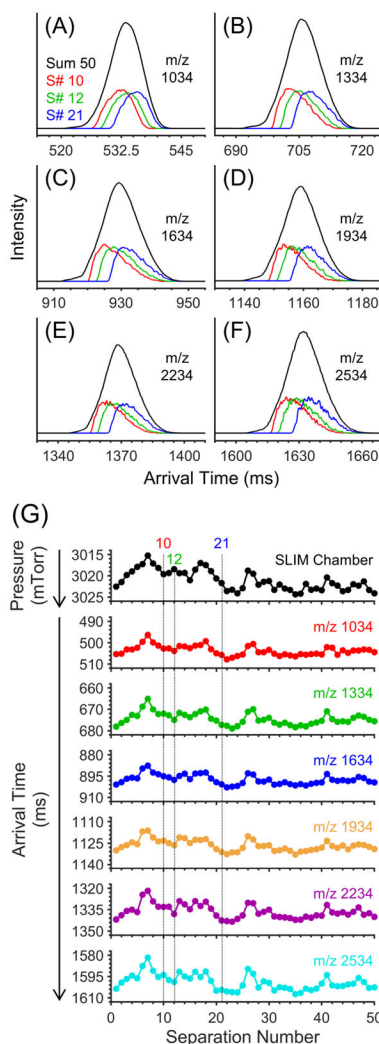 (A)
Sum 50
S# 10
S# 12
S# 21
m/z
1034
520 532.5 545
(B)
m/z
1334
690 705 720
(C)
m/z
1634
910 930 950
(D)
m/z
1934
1140 1160 1180
(E)
m/z
2234
1340 1370 1400
(F)
m/z
2534
1600 1630 1660
Intensity
Arrival Time (ms)
(G)
10
12
21
SLIM Chamber
Pressure
(mTorr)
3015
3020
3025
Arrival Time
(ms)
m/z 1034
490
500
510
m/z 1334
660
670
680
m/z 1634
880
895
910
m/z 1934
1110
1125
1140
m/z 2234
1320
1335
1350
m/z 2534
1580
1595
1610
0 10 20 30 40 50
Separation Number